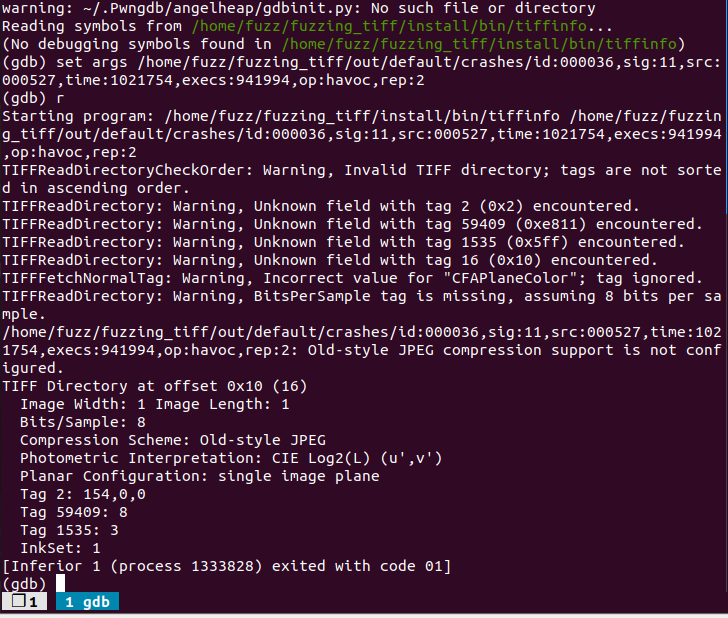 warning: ~/.Pwngdb/angelheap/gdbinit.py: No such file or directory
Reading symbols from /home/fuzz/fuzzing_tiff/install/bin/tiffinfo...
(No debugging symbols found in /home/fuzz/fuzzing_tiff/install/bin/tiffinfo)
(gdb) set args /home/fuzz/fuzzing_tiff/out/default/crashes/id:000036,sig:11,src:
000527,time:1021754,execs:941994,op:havoc,rep:2
(gdb) r
Starting program: /home/fuzz/fuzzing_tiff/install/bin/tiffinfo /home/fuzz/fuzzin
g_tiff/out/default/crashes/id:000036,sig:11,src:000527,time:1021754,execs:941994
,op:havoc,rep:2
TIFFReadDirectoryCheckOrder: Warning, Invalid TIFF directory; tags are not sorte
d in ascending order.
TIFFReadDirectory: Warning, Unknown field with tag 2 (0x2) encountered.
TIFFReadDirectory: Warning, Unknown field with tag 59409 (0xe811) encountered.
TIFFReadDirectory: Warning, Unknown field with tag 1535 (0x5ff) encountered.
TIFFReadDirectory: Warning, Unknown field with tag 16 (0x10) encountered.
TIFFFetchNormalTag: Warning, Incorrect value for "CFAPlaneColor"; tag ignored.
TIFFReadDirectory: Warning, BitsPerSample tag is missing, assuming 8 bits per sa
mple.
/home/fuzz/fuzzing_tiff/out/default/crashes/id:000036,sig:11,src:000527,time:102
1754,execs:941994,op:havoc,rep:2: Old-style JPEG compression support is not conf
igured.
TIFF Directory at offset 0x10 (16)
  Image Width: 1 Image Length: 1
  Bits/Sample: 8
  Compression Scheme: Old-style JPEG
  Photometric Interpretation: CIE Log2(L) (u',v')
  Planar Configuration: single image plane
  Tag 2: 154,0,0
  Tag 59409: 8
  Tag 1535: 3
  InkSet: 1
[Inferior 1 (process 1333828) exited with code 01]
(gdb)
❐ 1  1 gdb